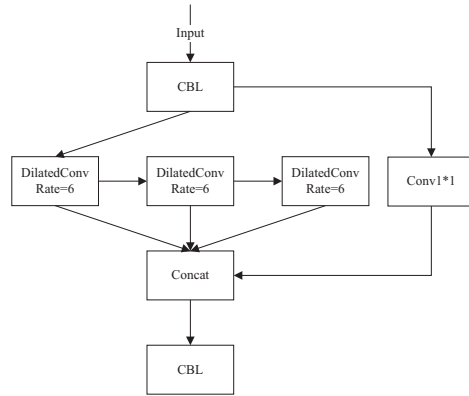 Input
CBL
DilatedConv
Rate=6
DilatedConv
Rate=6
DilatedConv
Rate=6
Conv1*1
Concat
CBL